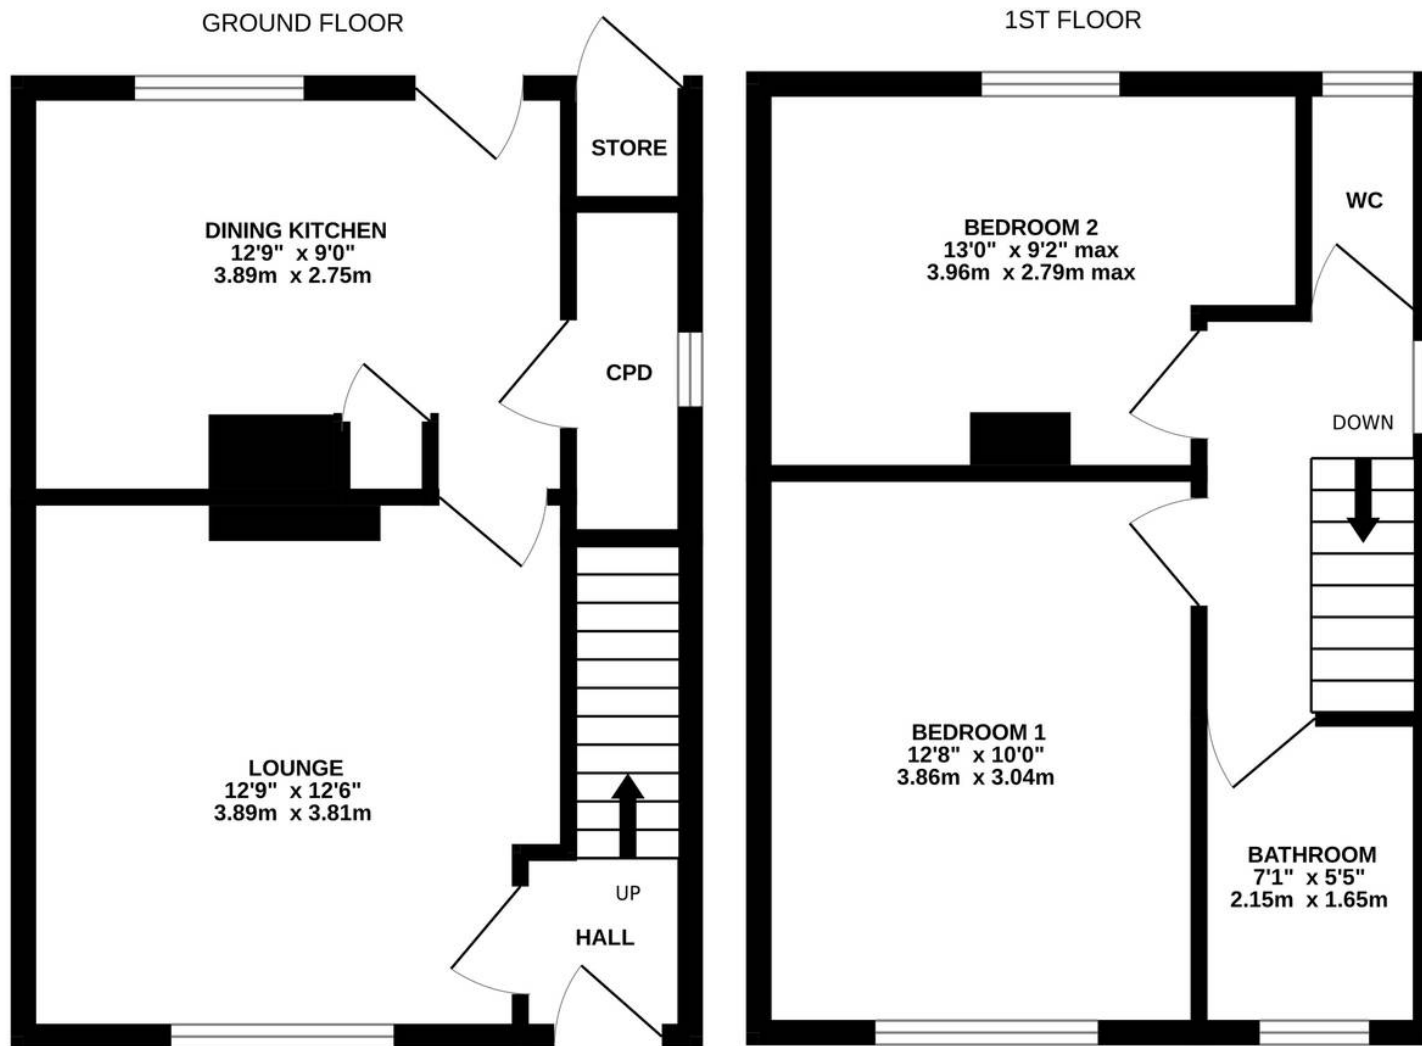 GROUND FLOOR
STORE
DINING KITCHEN
12'9" x 9'0"
3.89m x 2.75m
CPD
LOUNGE
12'9" x 12'6"
3.89m x 3.81m
UP
HALL
1ST FLOOR
WC
BEDROOM 2
13'0" x 9'2" max
3.96m x 2.79m max
DOWN
BEDROOM 1
12'8" x 10'0"
3.86m x 3.04m
BATHROOM
7'1" x 5'5"
2.15m x 1.65m